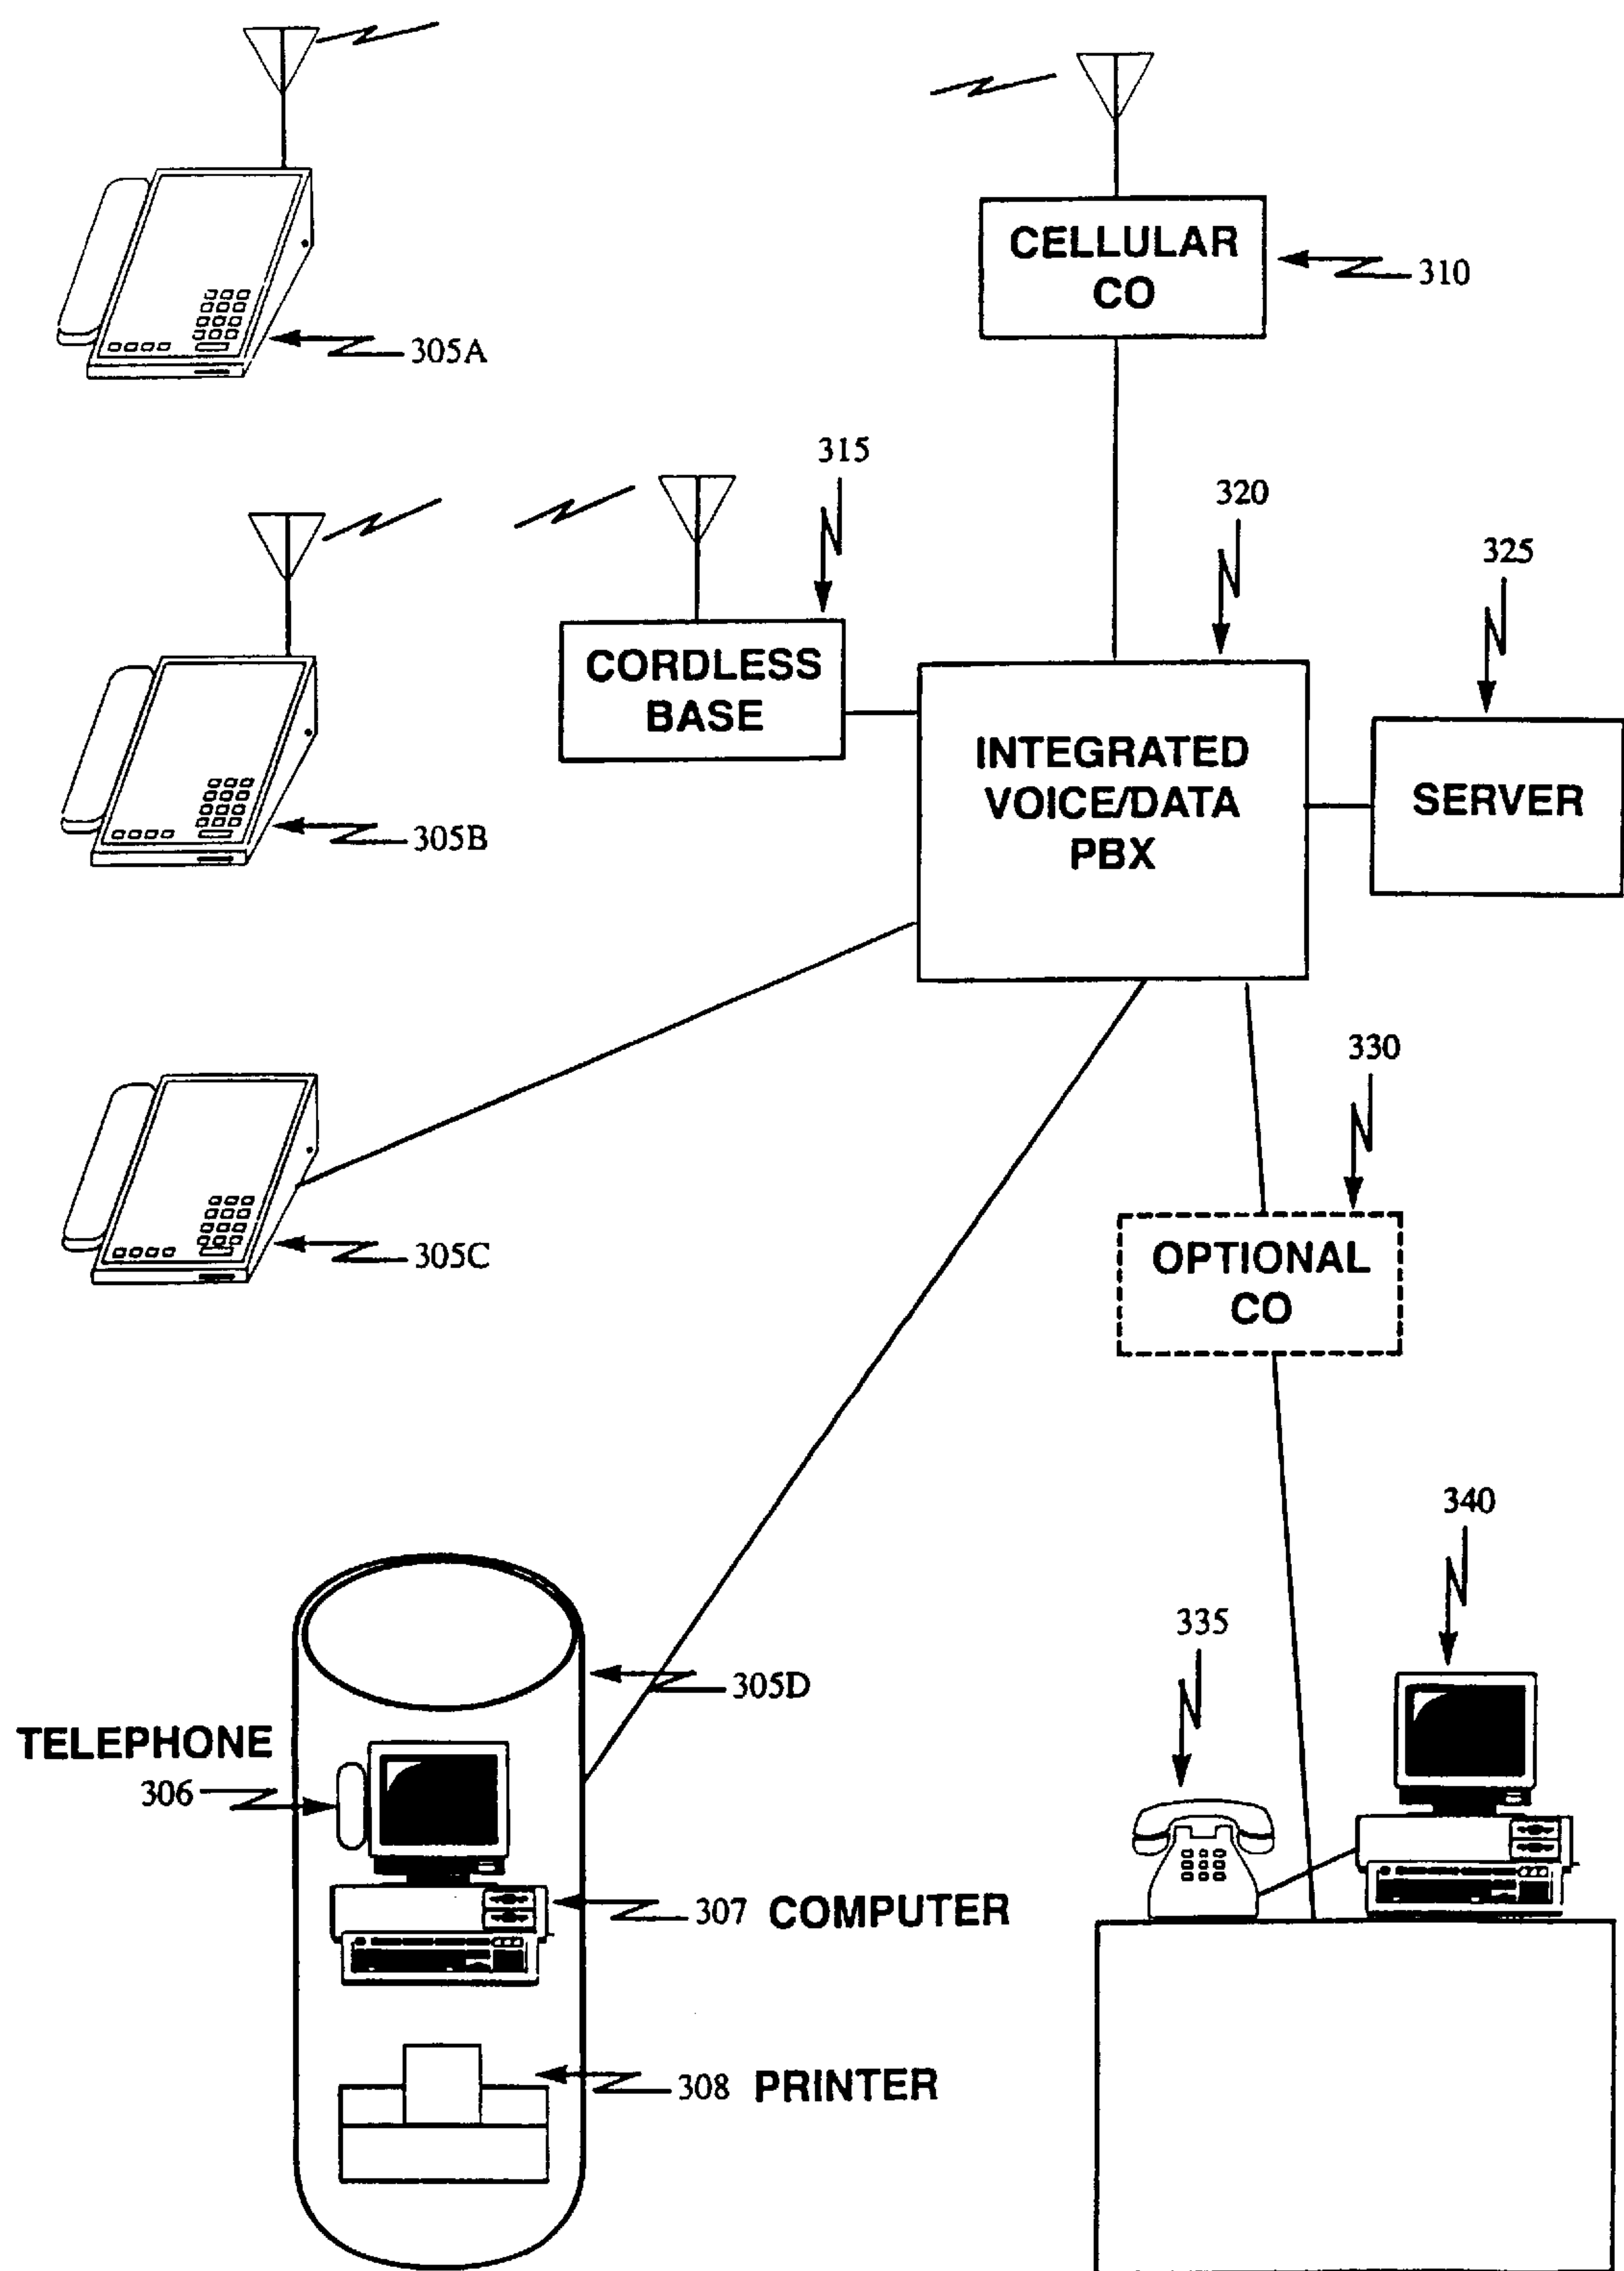 CELLULAR
CO
310
305A
315
320
325
CORDLESS
BASE
INTEGRATED
VOICE/DATA
PBX
SERVER
305B
330
305C
OPTIONAL
CO
340
335
305D
TELEPHONE
306
307 COMPUTER
308 PRINTER